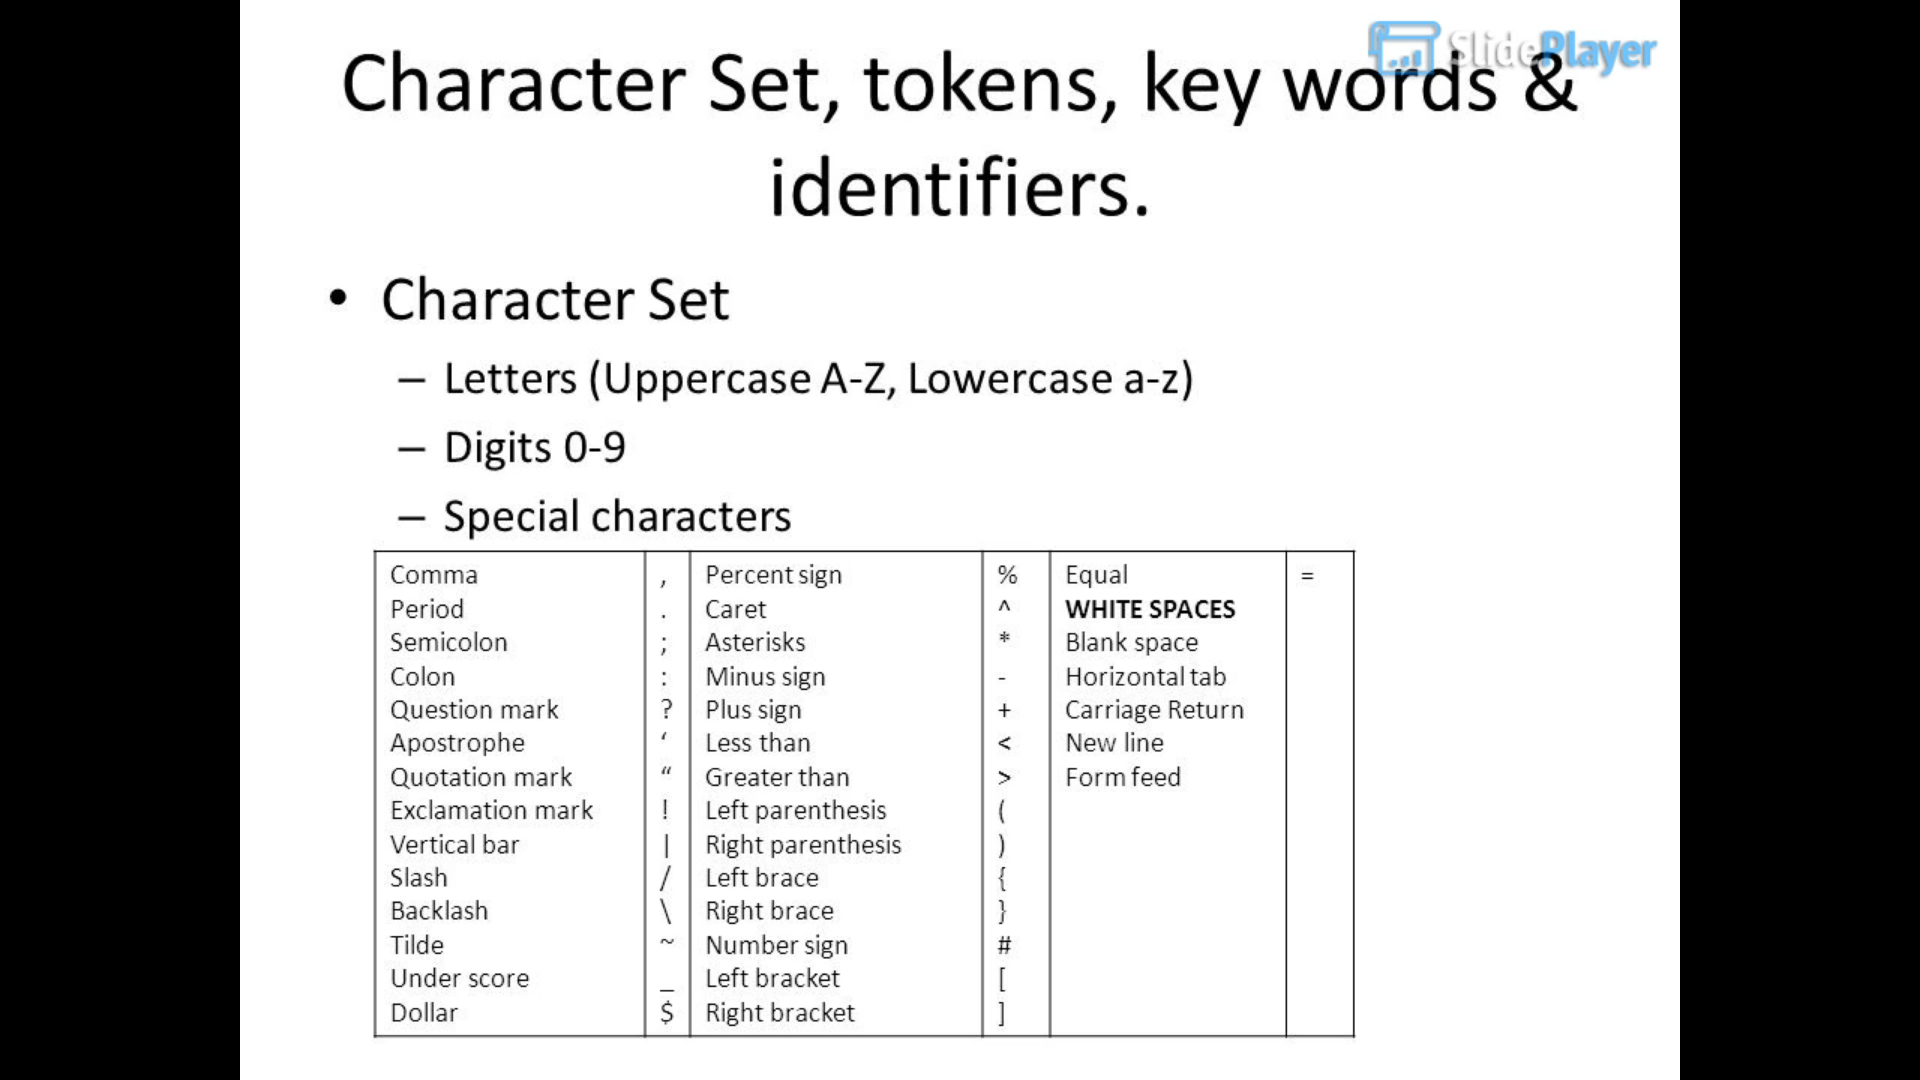 SlidePlayer
Character Set, tokens, key words &
identifiers.
• Character Set
– Letters (Uppercase A-Z, Lowercase a-z)
– Digits 0-9
– Special characters
Comma , Percent sign % Equal =
Period . Caret ^ WHITE SPACES
Semicolon ; Asterisks * Blank space
Colon : Minus sign - Horizontal tab
Question mark ? Plus sign + Carriage Return
Apostrophe ‘ Less than < New line
Quotation mark “ Greater than > Form feed
Exclamation mark ! Left parenthesis (
Vertical bar | Right parenthesis )
Slash / Left brace {
Backlash \ Right brace }
Tilde ~ Number sign #
Under score _ Left bracket [
Dollar $ Right bracket ]